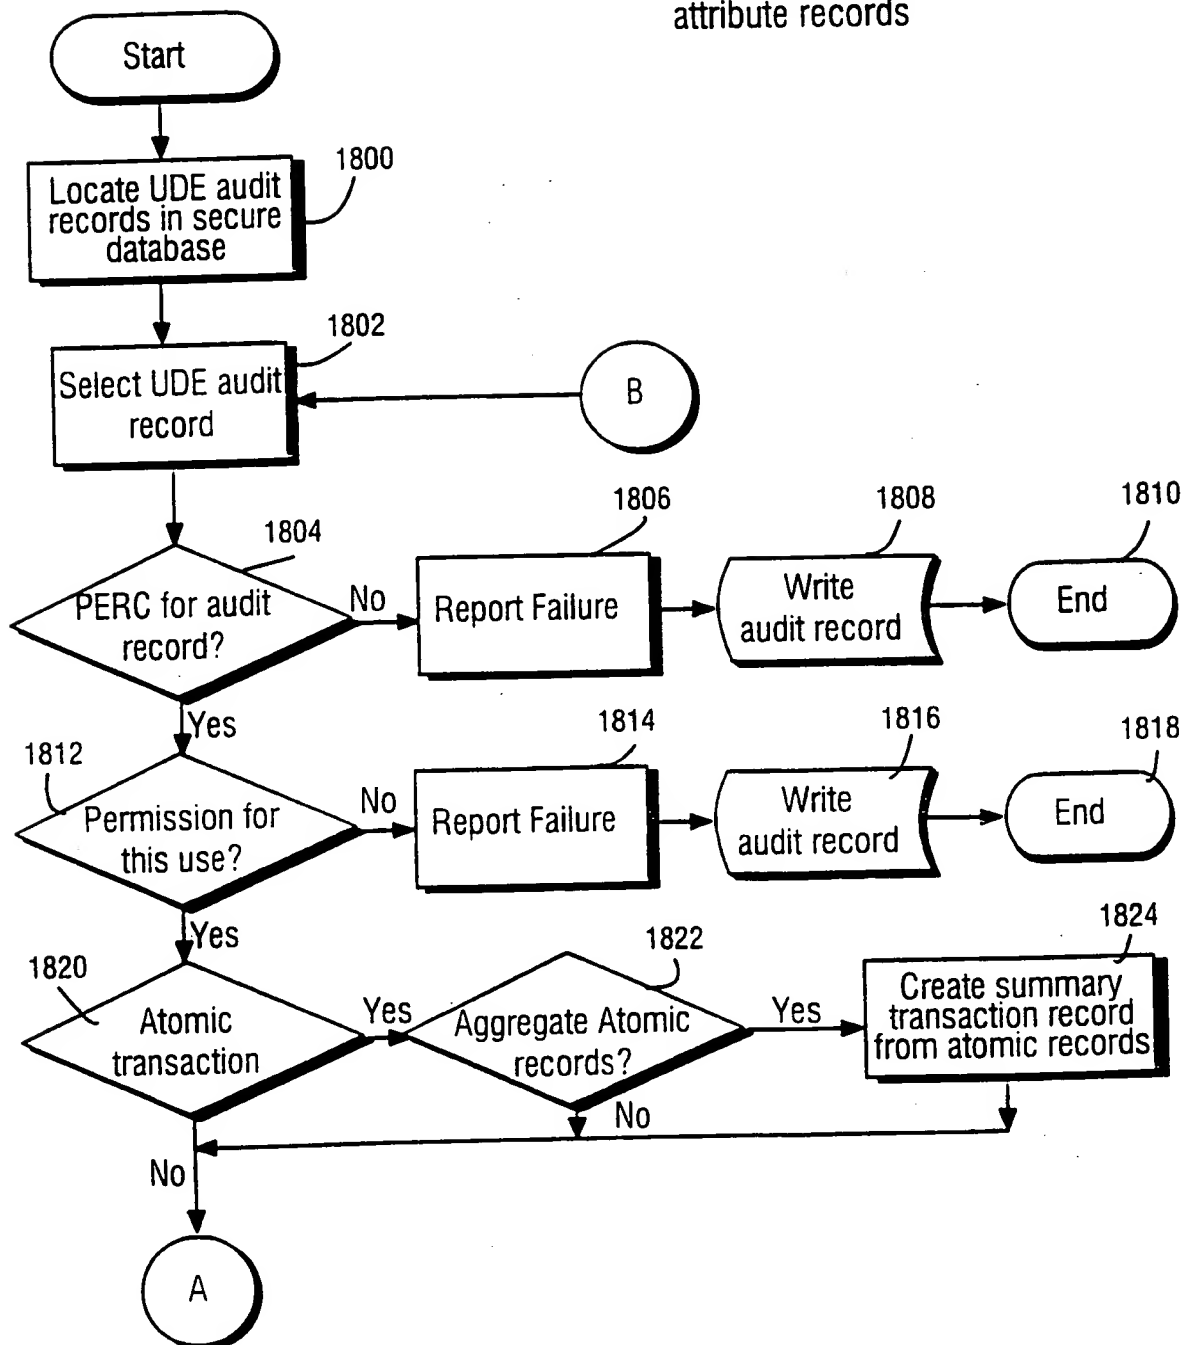 attribute records
Start
1800
Locate UDE audit
records in secure
database
1802
Select UDE audit
record
B
1804
PERC for audit
record?
No
1806
Report Failure
1808
Write
audit record
1810
End
Yes
1812
Permission for
this use?
No
1814
Report Failure
1816
Write
audit record
1818
End
Yes
1820
Atomic
transaction
Yes
1822
Aggregate Atomic
records?
Yes
1824
Create summary
transaction record
from atomic records
No
No
A